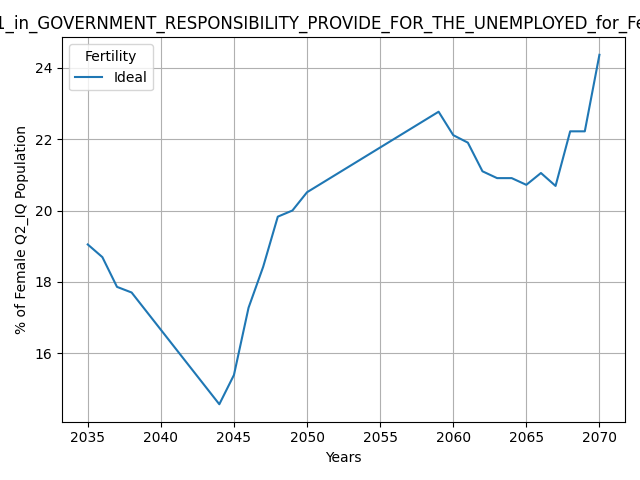 1_in_GOVERNMENT_RESPONSIBILITY_PROVIDE_FOR_THE_UNEMPLOYED_for_Fe
Fertility
Ideal
24
22
20
18
16
% of Female Q2_IQ Population
2035 2040 2045 2050 2055 2060 2065 2070
Years